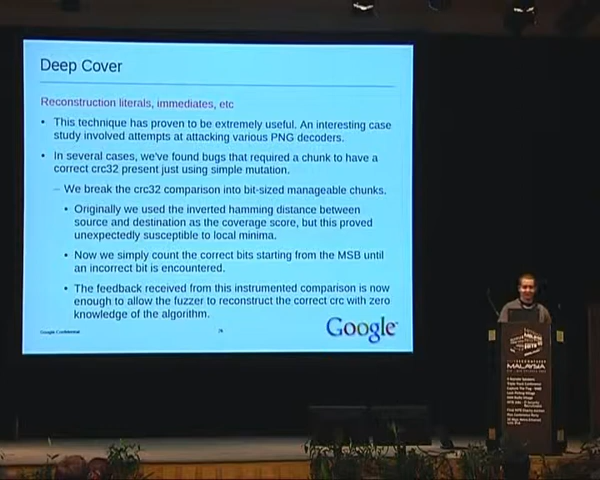 Deep Cover
Reconstruction literals, immediates, etc
• This technique has proven to be extremely useful. An interesting case
study involved attempts at attacking various PNG decoders.
• In several cases, we've found bugs that required a chunk to have a
correct crc32 present just using simple mutation.
– We break the crc32 comparison into bit-sized manageable chunks.
• Originally we used the inverted hamming distance between
source and destination as the coverage score, but this proved
unexpectedly susceptible to local minima.
• Now we simply count the correct bits starting from the MSB until
an incorrect bit is encountered.
• The feedback received from this instrumented comparison is now
enough to allow the fuzzer to reconstruct the correct crc with zero
knowledge of the algorithm.
Google Confidential
Google
MALAYSIA